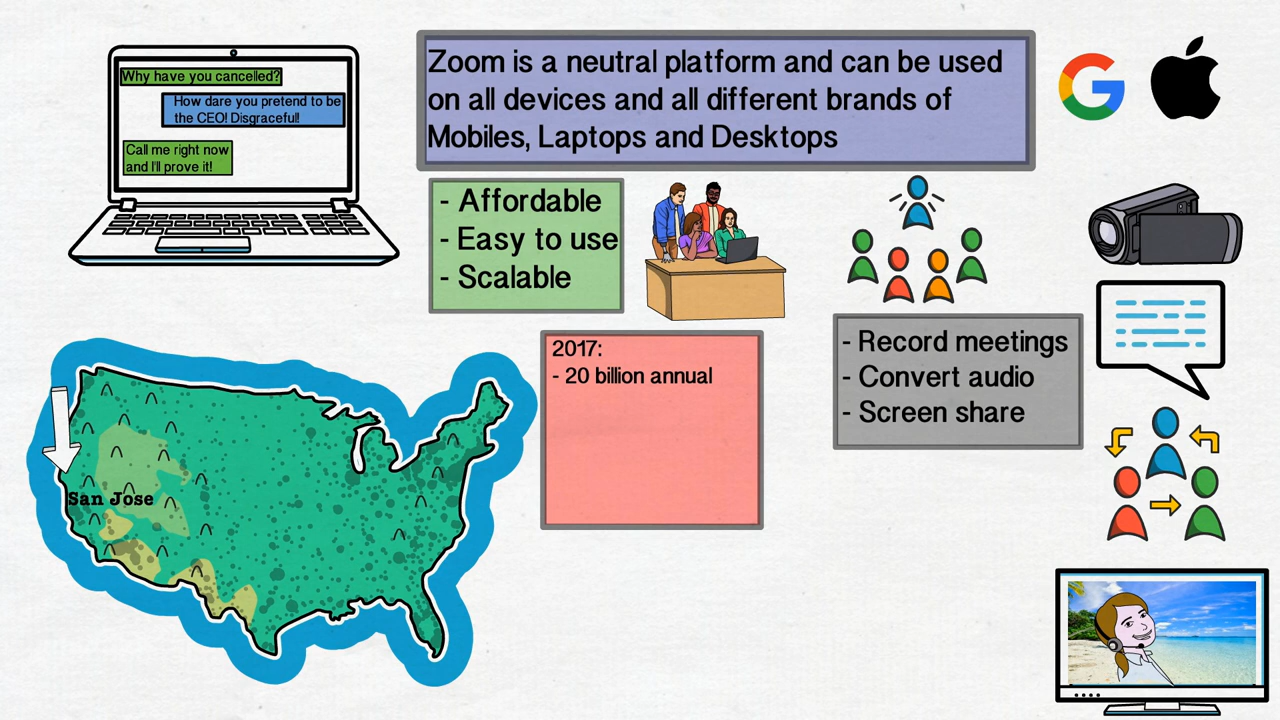 Why have you cancelled?
How dare you pretend to be
the CEO! Disgraceful!
Call me right now
and I'll prove it!
Zoom is a neutral platform and can be used
on all devices and all different brands of
Mobiles, Laptops and Desktops
- Affordable
- Easy to use
- Scalable
2017:
- 20 billion annual
- Record meetings
- Convert audio
- Screen share
San Jose